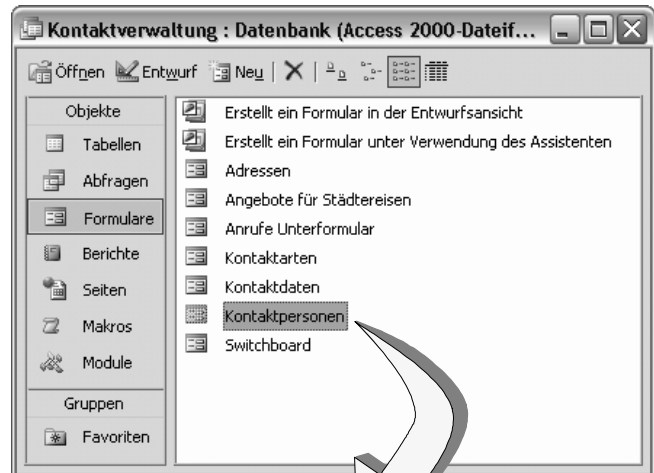 Kontaktverwaltung : Datenbank (Access 2000-Dateif...
Öffnen Entwurf Neu
Objekte
Tabellen
Abfragen
Formulare
Berichte
Seiten
Makros
Module
Gruppen
Favoriten
Erstellt ein Formular in der Entwurfsansicht
Erstellt ein Formular unter Verwendung des Assistenten
Adressen
Angebote für Städtereisen
Anrufe Unterformular
Kontaktarten
Kontaktdaten
Kontaktpersonen
Switchboard